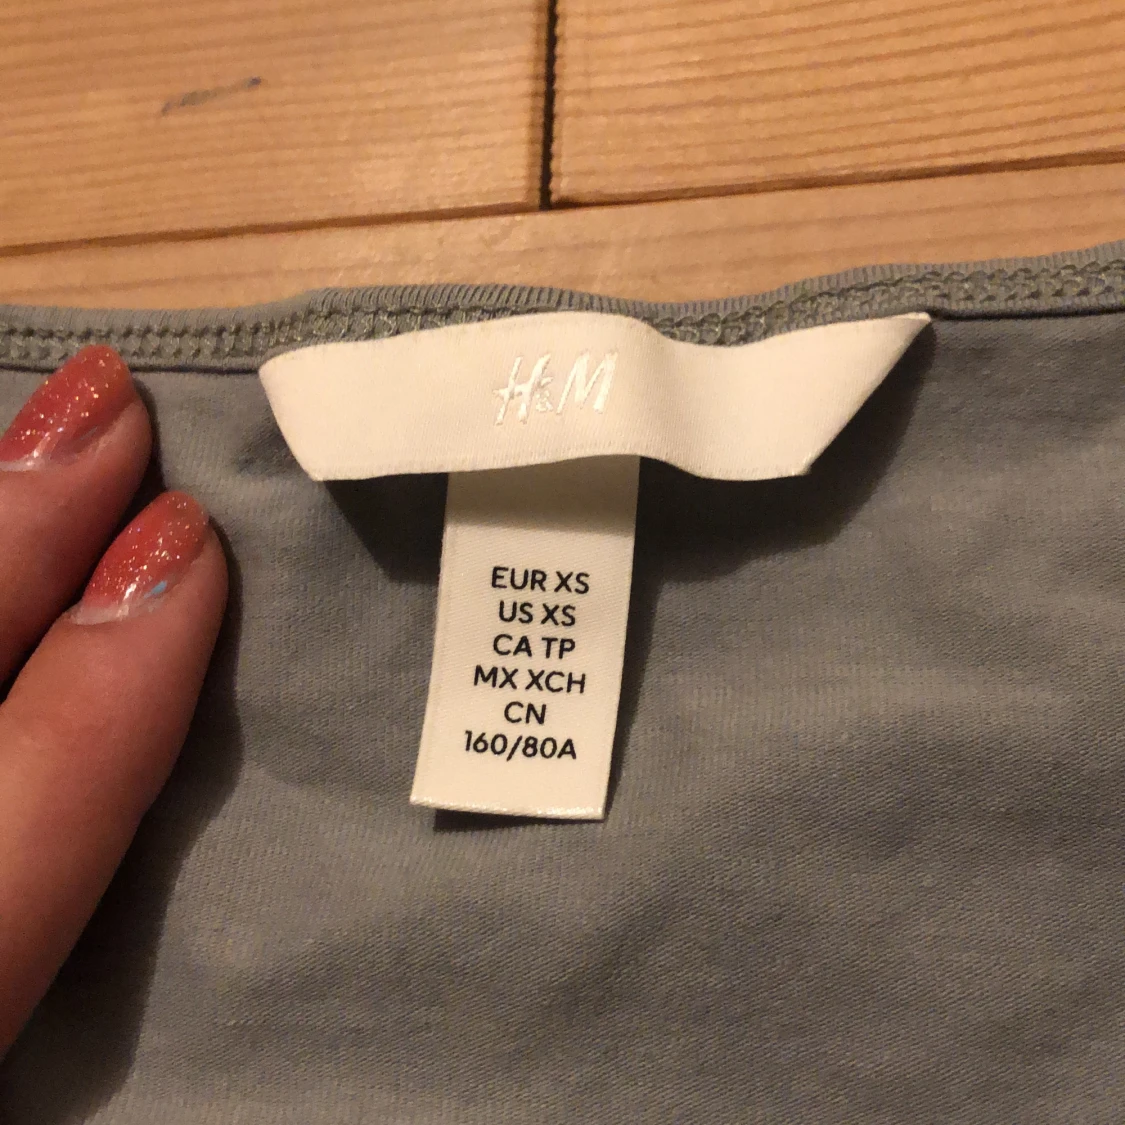 H&M
EUR XS
US XS
CA TP
MX XCH
CN
160/80A